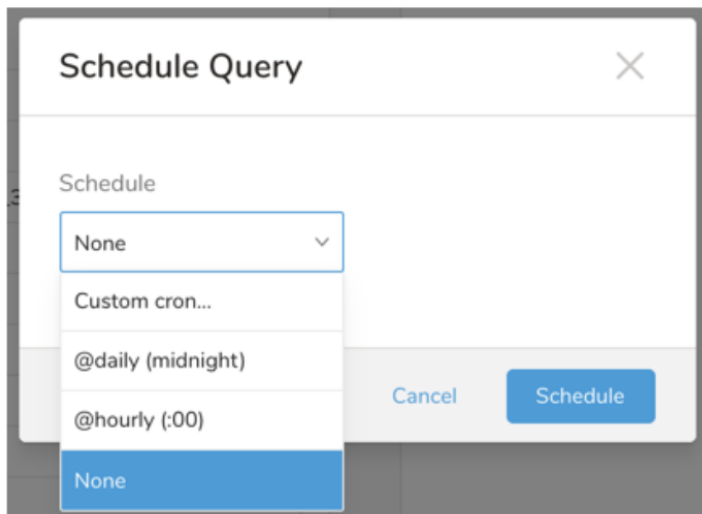 Schedule Query
Schedule
None
Custom cron...
@daily (midnight)
@hourly (:00)
None
Cancel
Schedule